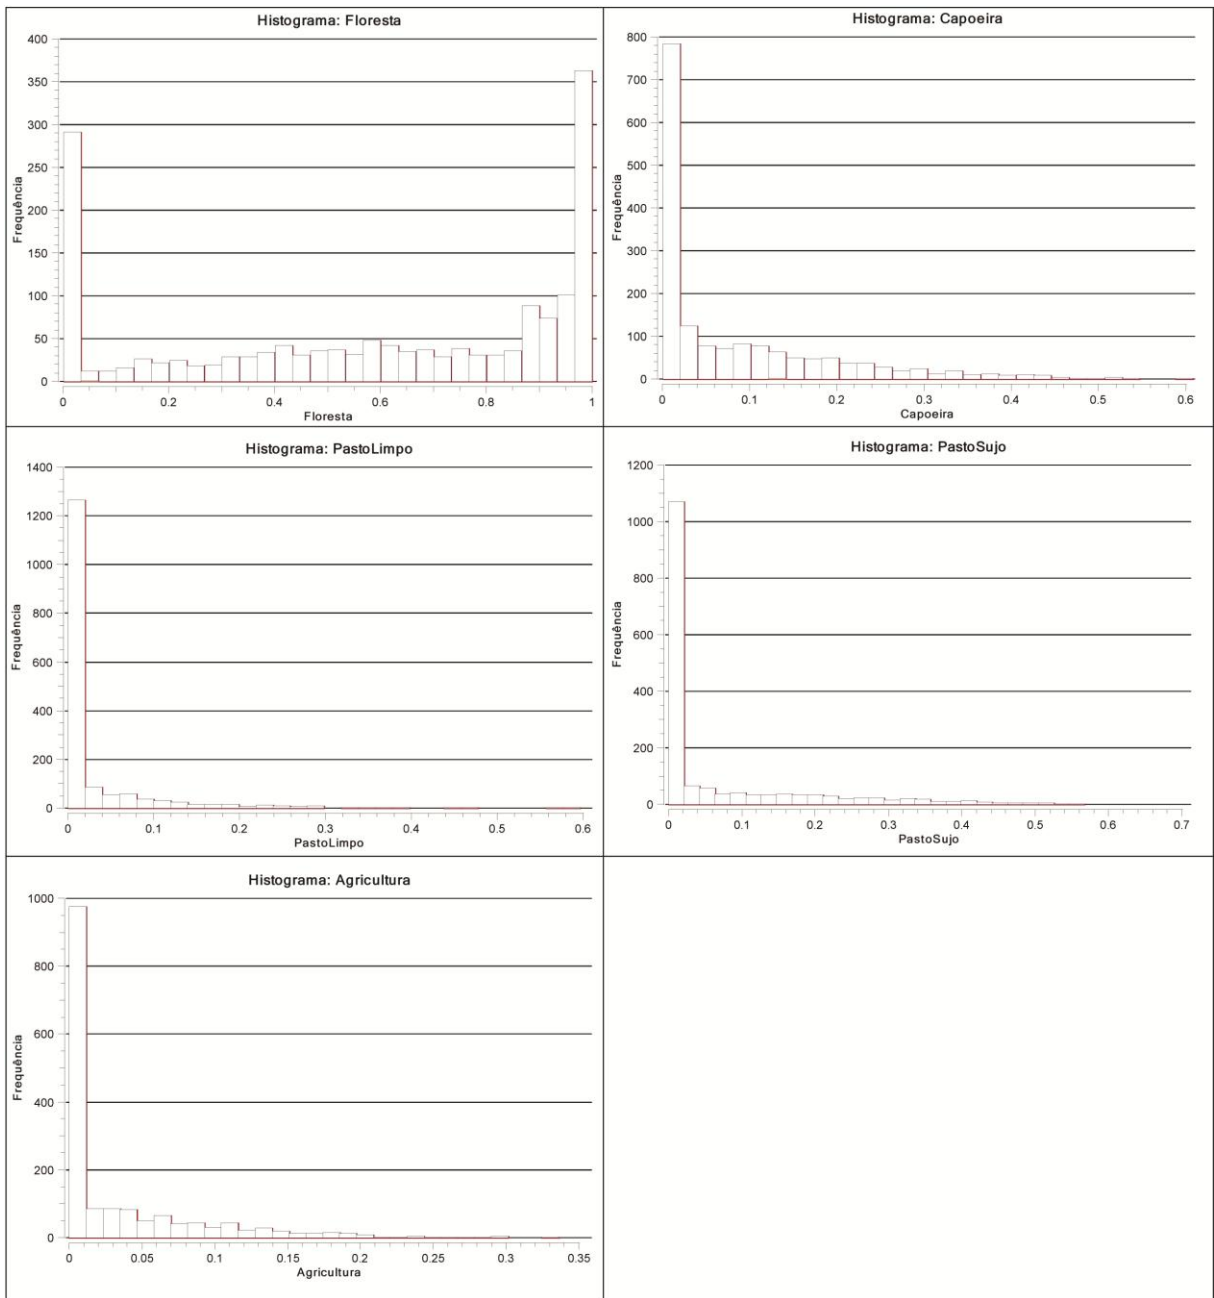 Histograma: Floresta
400
350
300
250
200
150
100
50
0
Frequência
0 0.2 0.4 0.6 0.8 1
Floresta
Histograma: Capoeira
800
700
600
500
400
300
200
100
0
Frequência
0 0.1 0.2 0.3 0.4 0.5 0.6
Capoeira
Histograma: PastoLimpo
1400
1200
1000
800
600
400
200
0
Frequência
0 0.1 0.2 0.3 0.4 0.5 0.6
PastoLimpo
Histograma: PastoSujo
1200
1000
800
600
400
200
0
Frequência
0 0.1 0.2 0.3 0.4 0.5 0.6 0.7
PastoSujo
Histograma: Agricultura
1000
800
600
400
200
0
Frequência
0 0.05 0.1 0.15 0.2 0.25 0.3 0.35
Agricultura